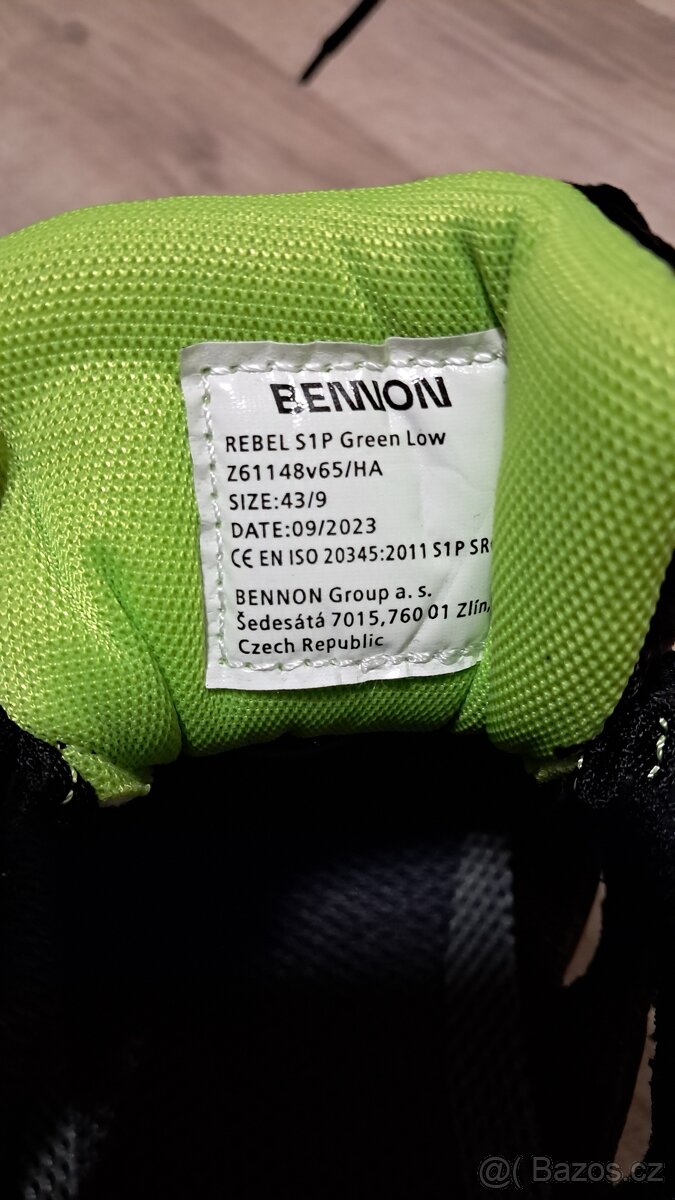 BENNON
REBEL S1P Green Low
Z61148v65/HA
SIZE:43/9
DATE:09/2023
CE EN ISO 20345:2011 S1P
BENNON Group a. s.
Šedesátá 7015,760 01 Zlín,
Czech Republic
@( Bazos.cz